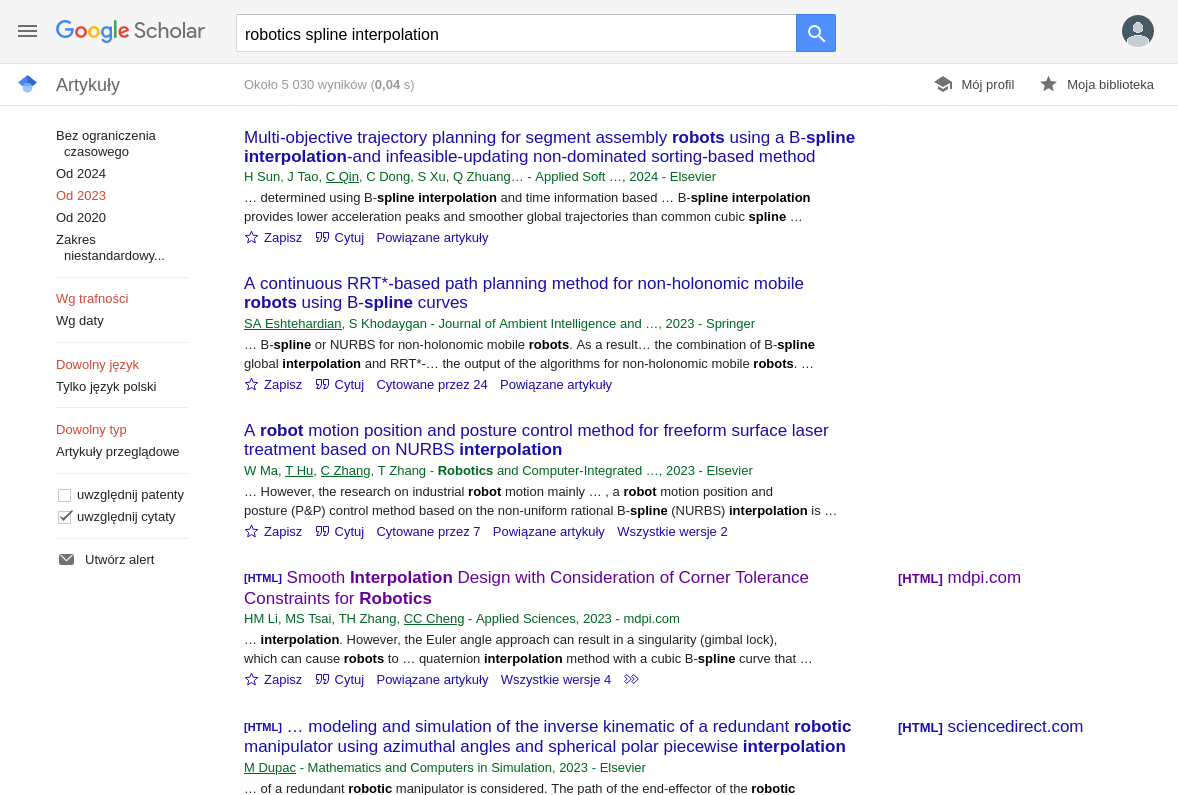 Google Scholar
robotics spline interpolation
Artykuły
Około 5 030 wyników (0,04 s)
Mój profil
Moja biblioteka
Bez ograniczenia
czasowego
Od 2024
Od 2023
Od 2020
Zakres
niestandardowy...
Wg trafności
Wg daty
Dowolny język
Tylko język polski
Dowolny typ
Artykuły przeglądowe
uwzględnij patenty
uwzględnij cytaty
Utwórz alert
Multi-objective trajectory planning for segment assembly robots using a B-spline
interpolation-and infeasible-updating non-dominated sorting-based method
H Sun, J Tao, C Qin, C Dong, S Xu, Q Zhuang… - Applied Soft …, 2024 - Elsevier
… determined using B-spline interpolation and time information based … B-spline interpolation
provides lower acceleration peaks and smoother global trajectories than common cubic spline …
Zapisz Cytuj Powiązane artykuły
A continuous RRT*-based path planning method for non-holonomic mobile
robots using B-spline curves
SA Eshtehardian, S Khodaygan - Journal of Ambient Intelligence and …, 2023 - Springer
… B-spline or NURBS for non-holonomic mobile robots. As a result… the combination of B-spline
global interpolation and RRT*-… the output of the algorithms for non-holonomic mobile robots. …
Zapisz Cytuj Cytowane przez 24 Powiązane artykuły
A robot motion position and posture control method for freeform surface laser
treatment based on NURBS interpolation
W Ma, T Hu, C Zhang, T Zhang - Robotics and Computer-Integrated …, 2023 - Elsevier
… However, the research on industrial robot motion mainly … , a robot motion position and
posture (P&P) control method based on the non-uniform rational B-spline (NURBS) interpolation is …
Zapisz Cytuj Cytowane przez 7 Powiązane artykuły Wszystkie wersje 2
[HTML] Smooth Interpolation Design with Consideration of Corner Tolerance
Constraints for Robotics
[HTML] mdpi.com
HM Li, MS Tsai, TH Zhang, CC Cheng - Applied Sciences, 2023 - mdpi.com
… interpolation. However, the Euler angle approach can result in a singularity (gimbal lock),
which can cause robots to … quaternion interpolation method with a cubic B-spline curve that …
Zapisz Cytuj Powiązane artykuły Wszystkie wersje 4
[HTML] … modeling and simulation of the inverse kinematic of a redundant robotic
manipulator using azimuthal angles and spherical polar piecewise interpolation
[HTML] sciencedirect.com
M Dupac - Mathematics and Computers in Simulation, 2023 - Elsevier
… of a redundant robotic manipulator is considered. The path of the end-effector of the robotic